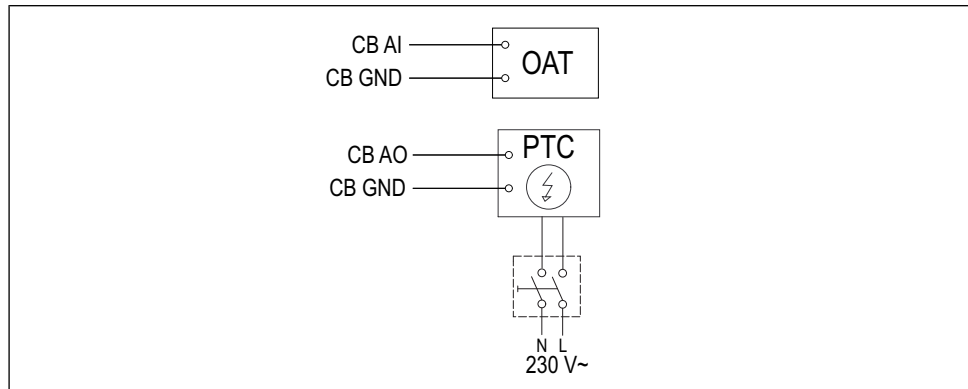 CB AI
CB GND
OAT
CB AO
CB GND
PTC
N L
230 V~